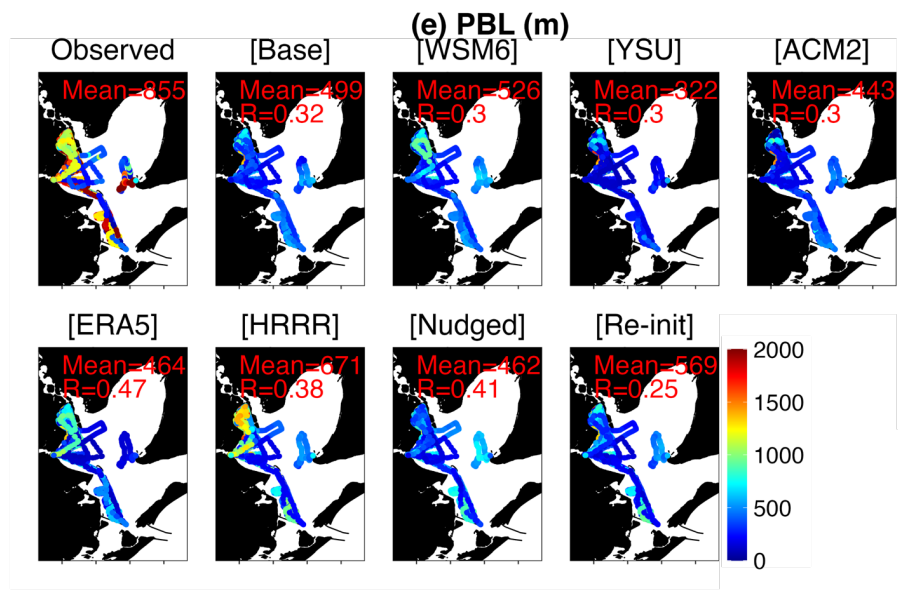 (e) PBL (m)
Observed [Base] [WSM6] [YSU] [ACM2]
Mean=855 Mean=499 Mean=526 Mean=322 Mean=443
R=0.32 R=0.3 R=0.3 R=0.3
[ERA5] [HRRR] [Nudged] [Re-init]
Mean=464 Mean=671 Mean=462 Mean=569
R=0.47 R=0.38 R=0.41 R=0.25
2000
1500
1000
500
0